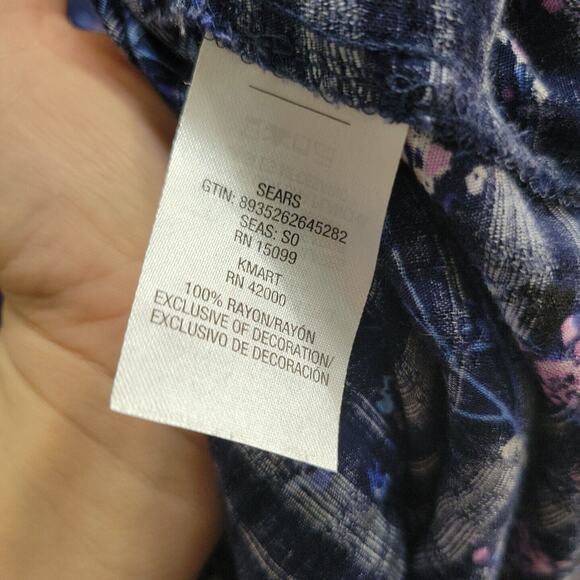 SEARS
GTIN: 8935262645282
SEAS: S0
RN 15099
KMART
RN 42000
100% RAYON/RAYÓN
EXCLUSIVE OF DECORATION/
EXCLUSIVO DE DECORACIÓN